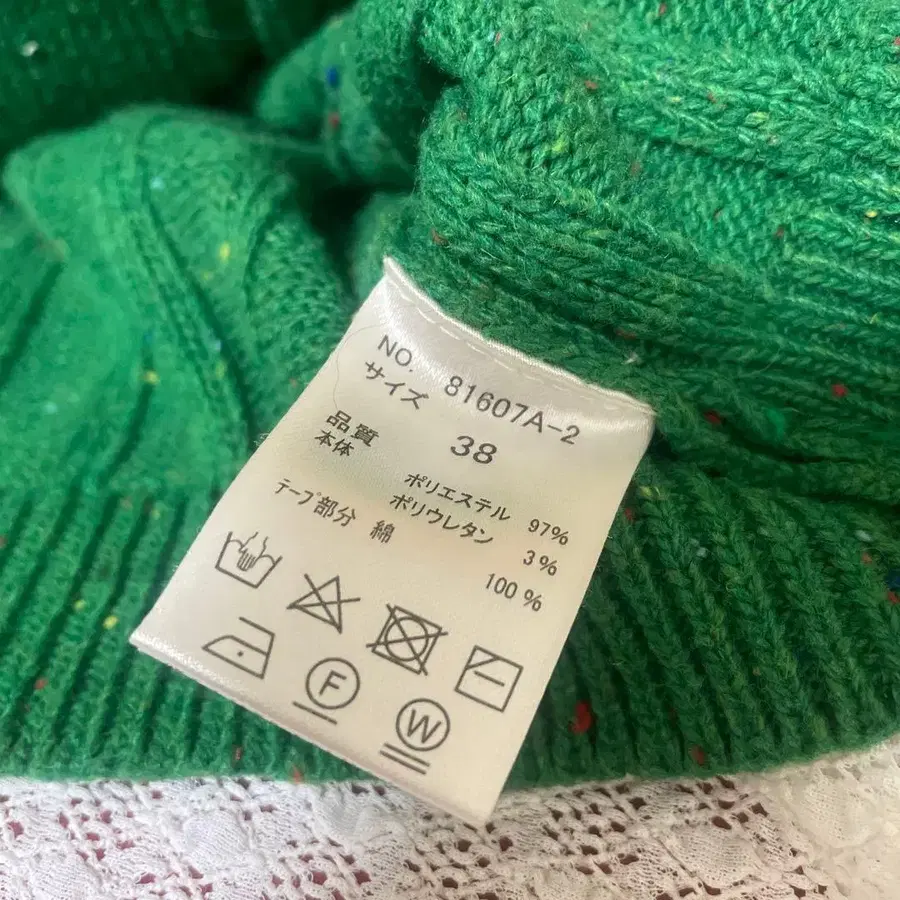 NO. 81607A-2
サイズ 38
品質
本体 ポリエステル 97%
ポリウレタン 3%
テープ部分 綿 100%
F
W